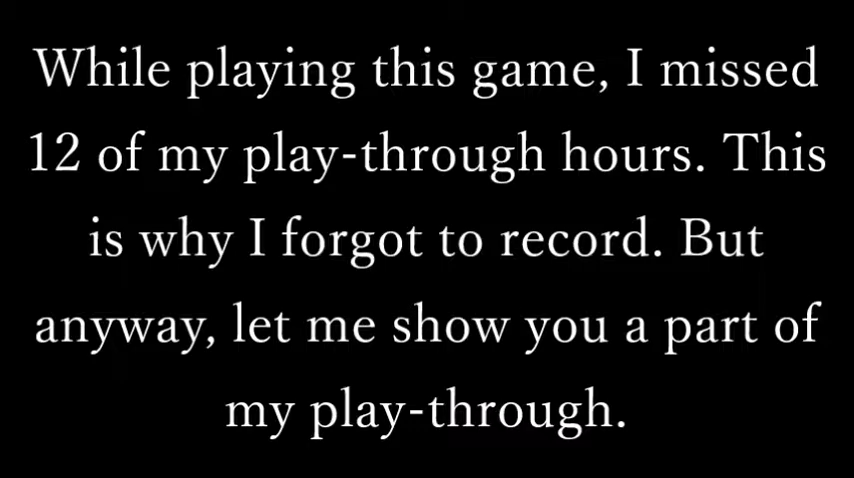 While playing this game, I missed
12 of my play-through hours. This
is why I forgot to record. But
anyway, let me show you a part of
my play-through.